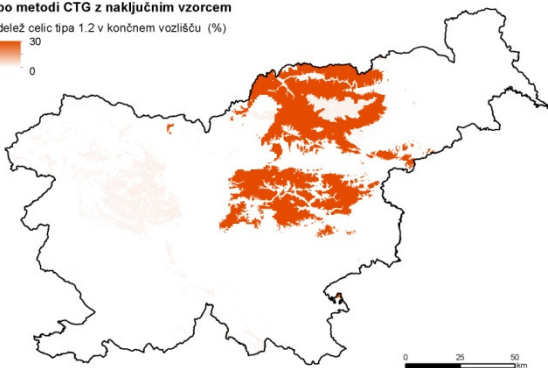 po metodi CTG z naključnim vzorcem
delež celic tipa 1.2 v končnem vozlišču (%)
30
0
0 25 50
km